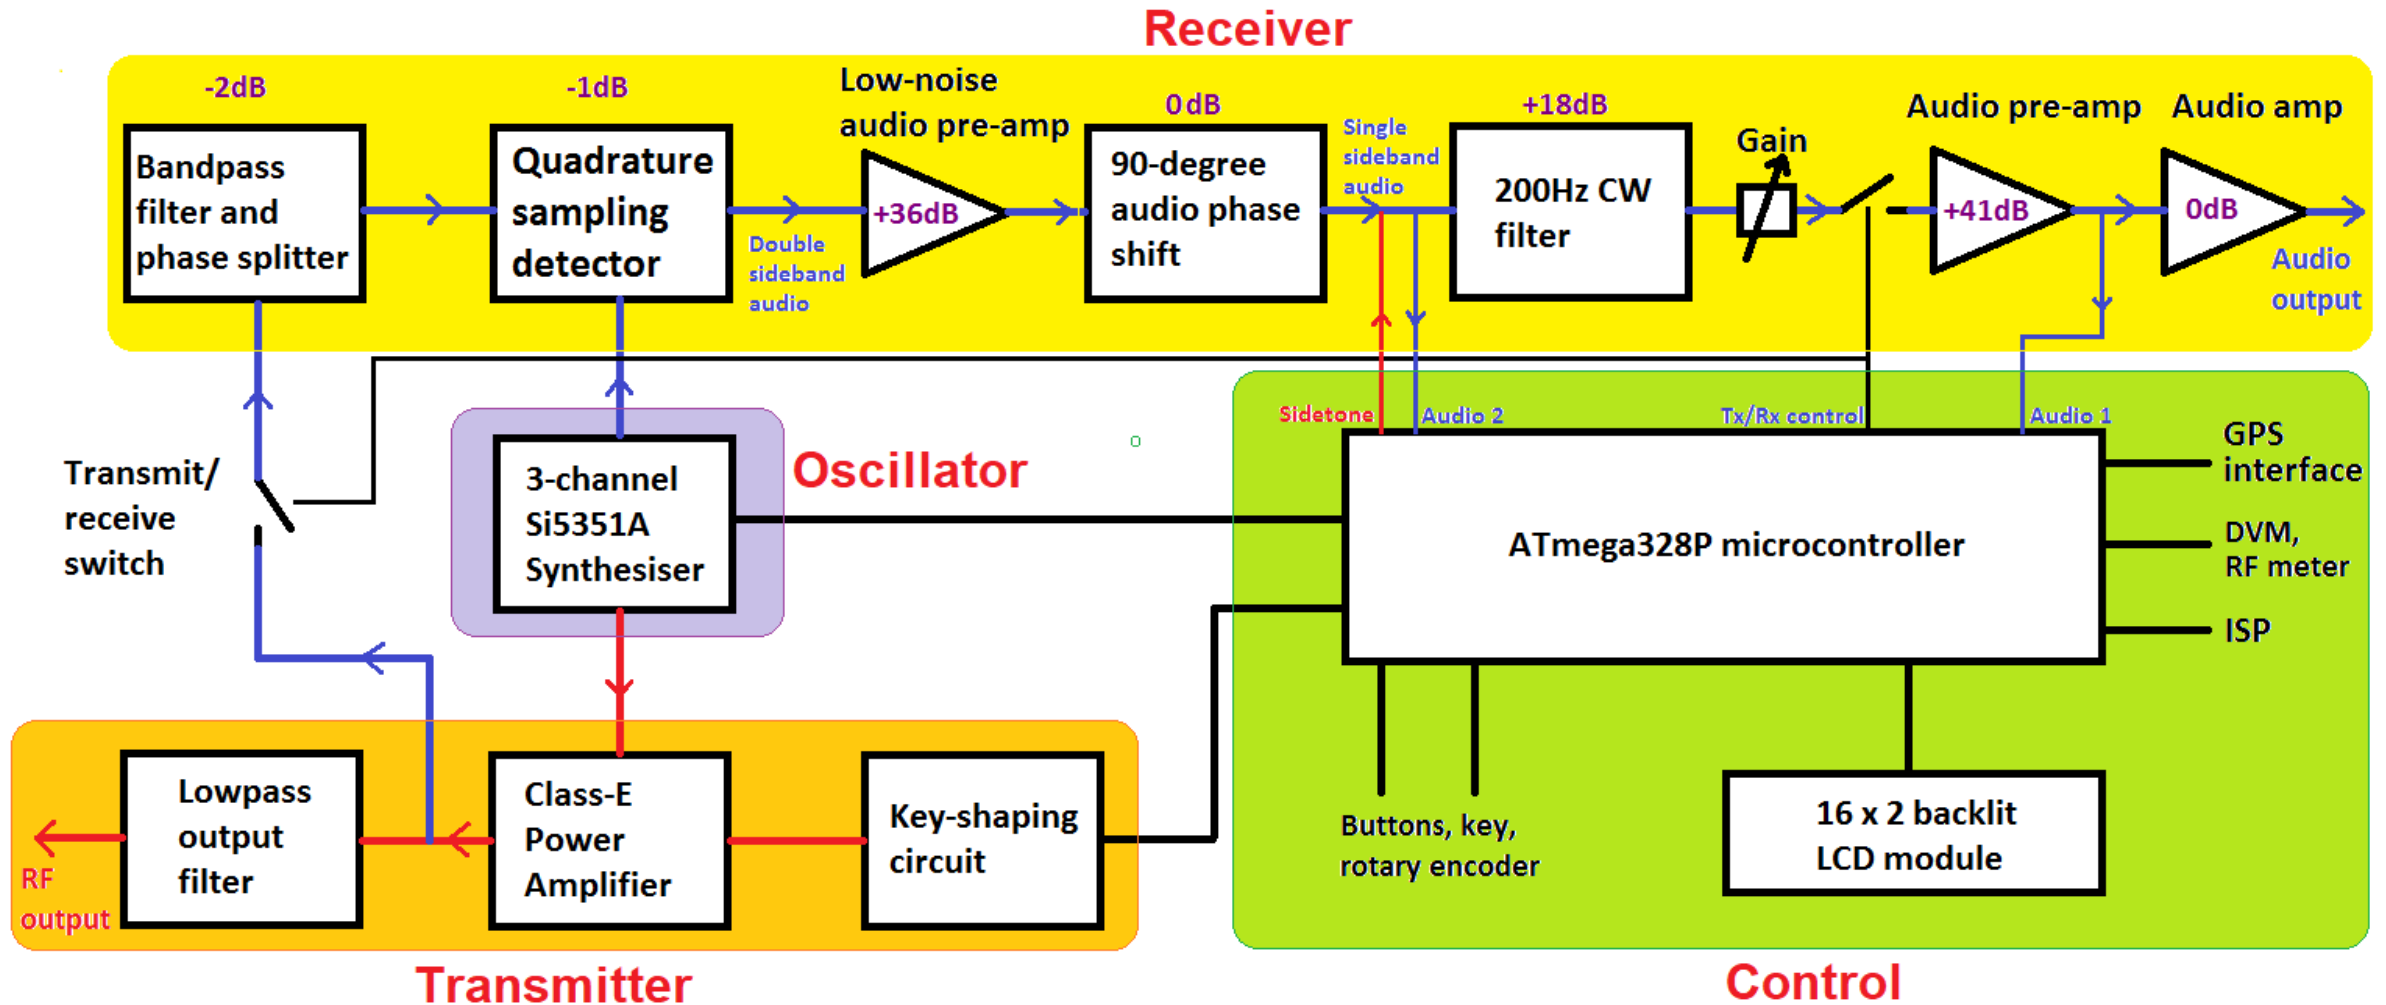 Receiver
-2dB
-1dB
Low-noise
audio pre-amp
0 dB
+18dB
Audio pre-amp
Audio amp
Bandpass
filter and
phase splitter
Quadrature
sampling
detector
Double
sideband
audio
+36dB
90-degree
audio phase
shift
Single
sideband
audio
200Hz CW
filter
Gain
+41dB
0dB
Audio
output
Transmit/
receive
switch
3-channel
Si5351A
Synthesiser
Oscillator
Sidetone
Audio 2
Tx/Rx control
Audio 1
ATmega328P microcontroller
GPS
interface
DVM,
RF meter
ISP
Buttons, key,
rotary encoder
16 x 2 backlit
LCD module
Control
RF
output
Lowpass
output
filter
Class-E
Power
Amplifier
Key-shaping
circuit
Transmitter